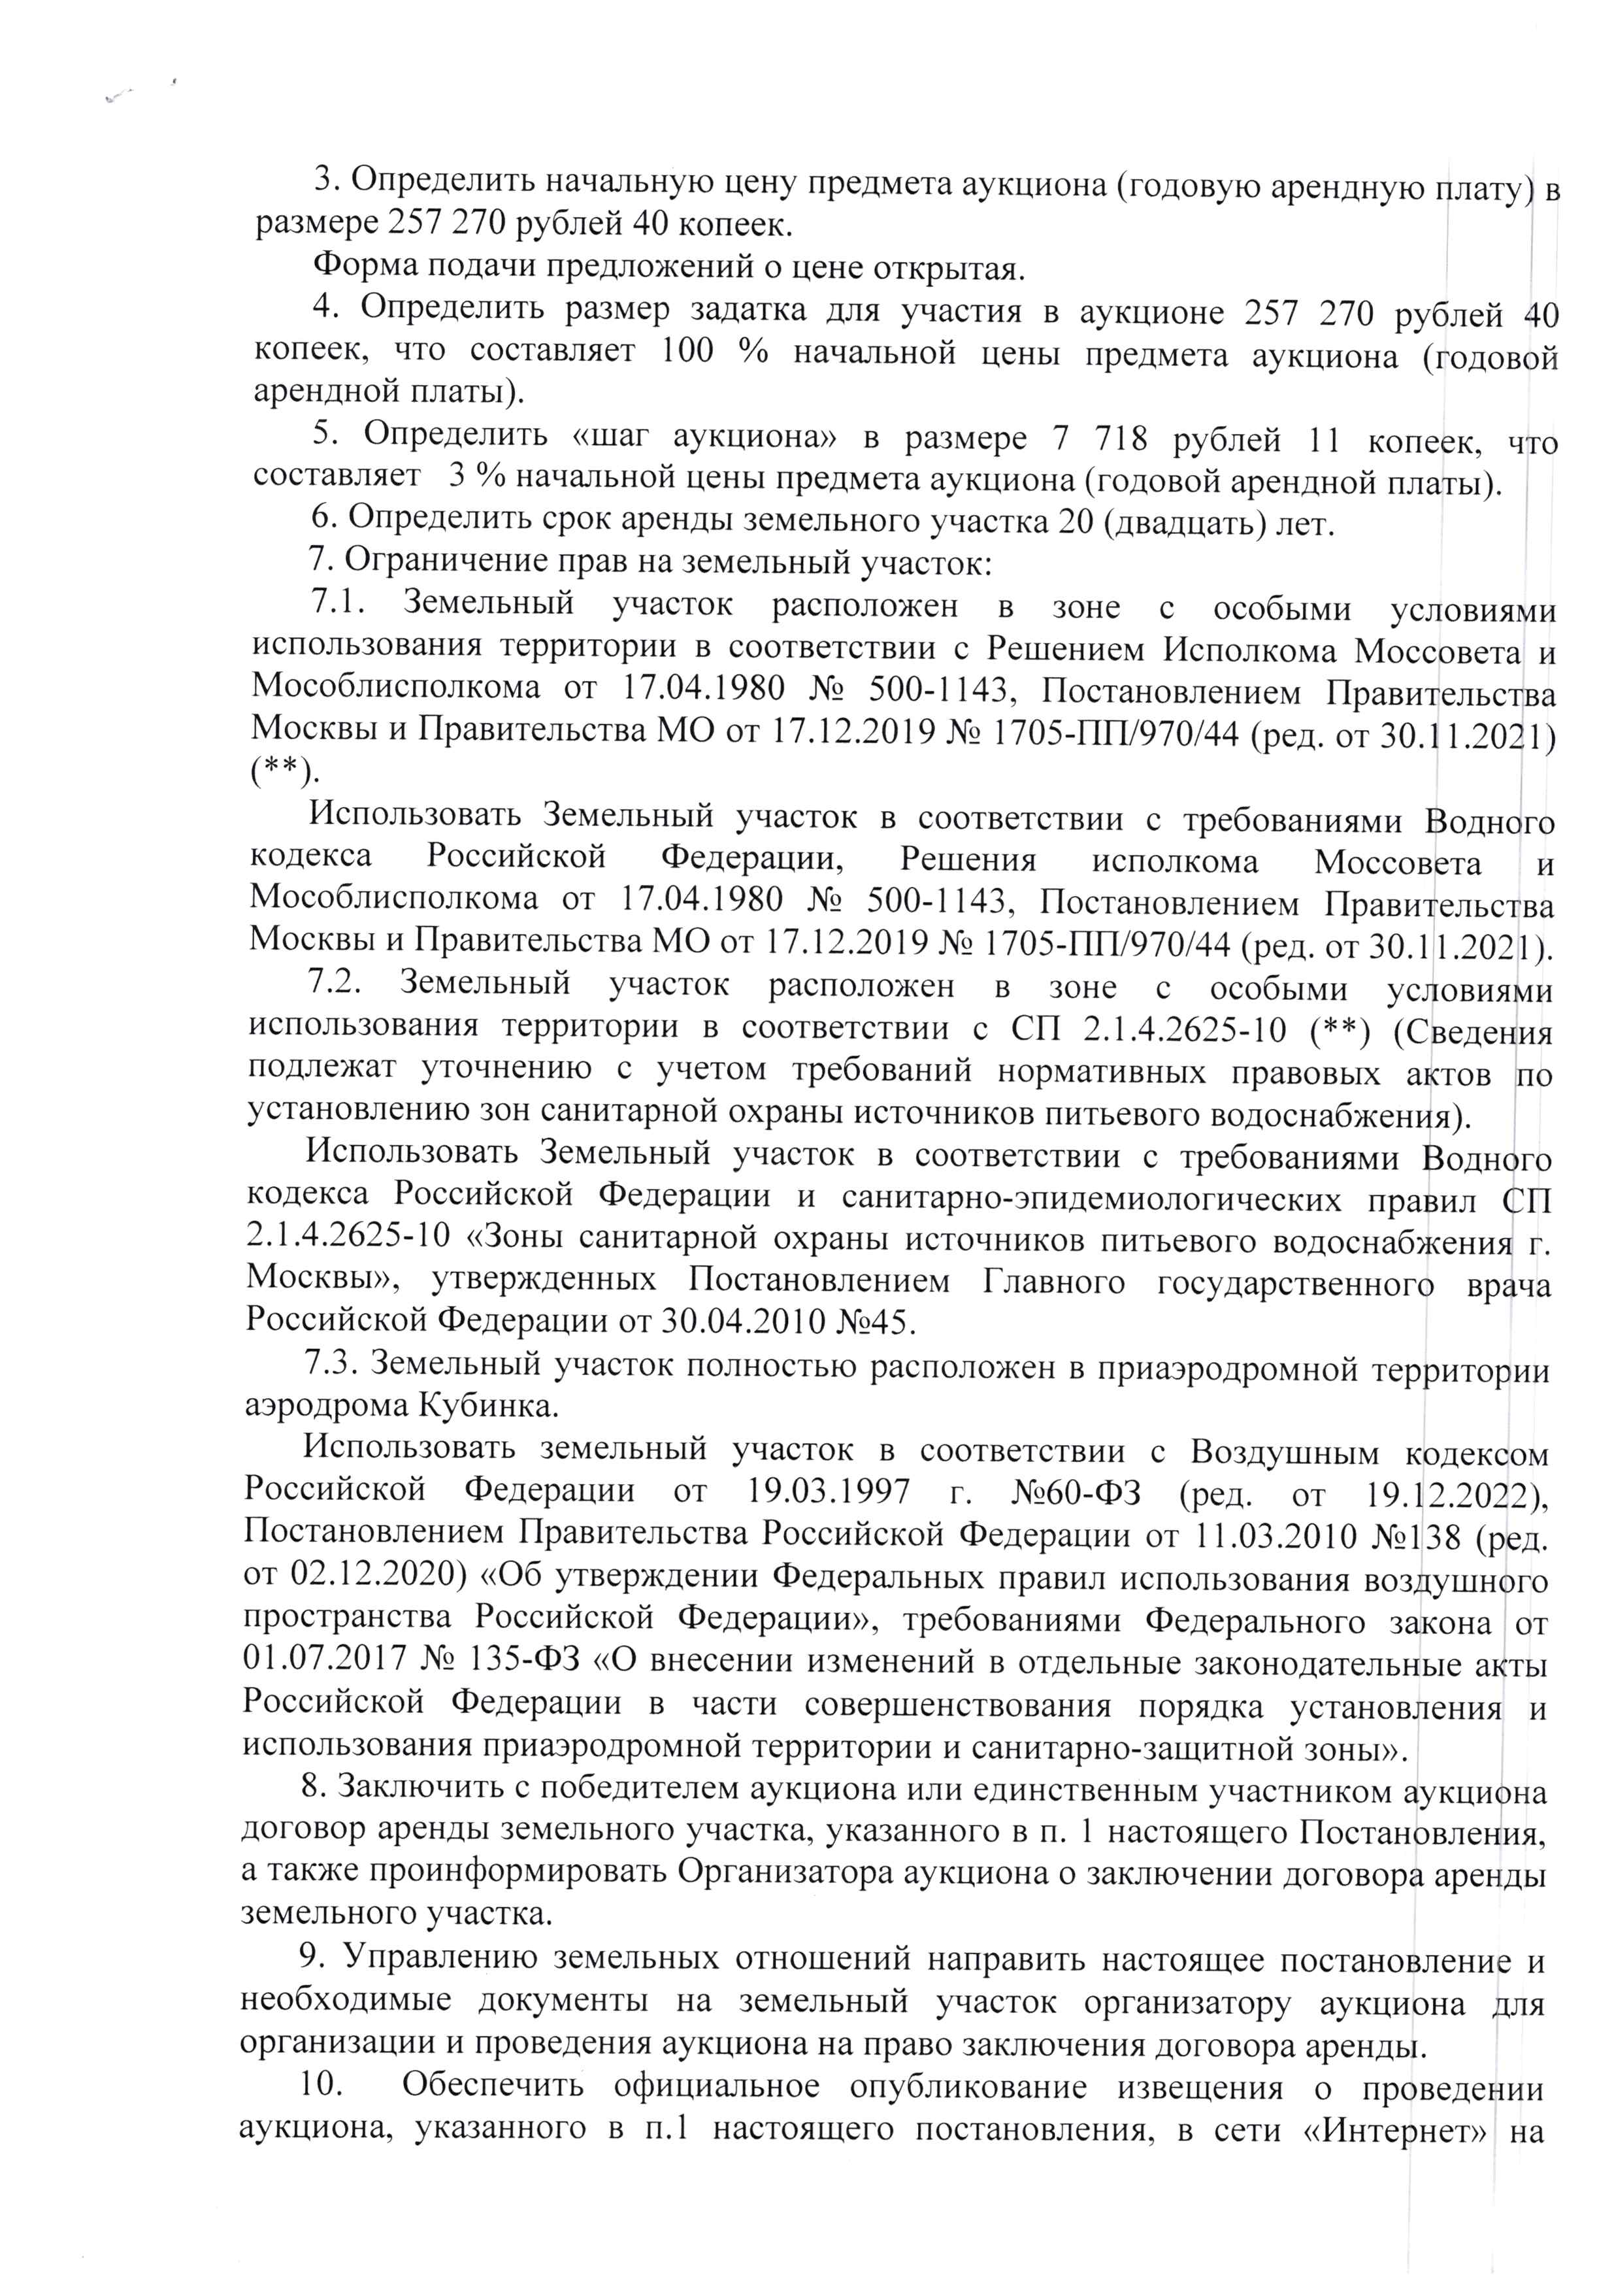 3. Определить начальную цену предмета аукциона (годовую арендную плату) в
размере 257 270 рублей 40 копеек.
Форма подачи предложений о цене открытая.
4. Определить размер задатка для участия в аукционе 257 270 рублей 40
копеек, что составляет 100 % начальной цены предмета аукциона (годовой
арендной платы).
5. Определить «шаг аукциона» в размере 7 718 рублей 11 копеек, что
составляет 3 % начальной цены предмета аукциона (годовой арендной платы).
6. Определить срок аренды земельного участка 20 (двадцать) лет.
7. Ограничение прав на земельный участок:
7.1. Земельный участок расположен в зоне с особыми условиями
использования территории в соответствии с Решением Исполкома Моссовета и
Мособлисполкома от 17.04.1980 № 500-1143, Постановлением Правительства
Москвы и Правительства МО от 17.12.2019 № 1705-ПП/970/44 (ред. от 30.11.2021)
(**).
Использовать Земельный участок в соответствии с требованиями Водного
кодекса Российской Федерации, Решения исполкома Моссовета и
Мособлисполкома от 17.04.1980 № 500-1143, Постановлением Правительства
Москвы и Правительства МО от 17.12.2019 № 1705-ПП/970/44 (ред. от 30.11.2021).
7.2. Земельный участок расположен в зоне с особыми условиями
использования территории в соответствии с СП 2.1.4.2625-10 (**) (Сведения
подлежат уточнению с учетом требований нормативных правовых актов по
установлению зон санитарной охраны источников питьевого водоснабжения).
Использовать Земельный участок в соответствии с требованиями Водного
кодекса Российской Федерации и санитарно-эпидемиологических правил СП
2.1.4.2625-10 «Зоны санитарной охраны источников питьевого водоснабжения г.
Москвы», утвержденных Постановлением Главного государственного врача
Российской Федерации от 30.04.2010 №45.
7.3. Земельный участок полностью расположен в приаэродромной территории
аэродрома Кубинка.
Использовать земельный участок в соответствии с Воздушным кодексом
Российской Федерации от 19.03.1997 г. №60-ФЗ (ред. от 19.12.2022),
Постановлением Правительства Российской Федерации от 11.03.2010 №138 (ред.
от 02.12.2020) «Об утверждении Федеральных правил использования воздушного
пространства Российской Федерации», требованиями Федерального закона от
01.07.2017 № 135-ФЗ «О внесении изменений в отдельные законодательные акты
Российской Федерации в части совершенствования порядка установления и
использования приаэродромной территории и санитарно-защитной зоны».
8. Заключить с победителем аукциона или единственным участником аукциона
договор аренды земельного участка, указанного в п. 1 настоящего Постановления,
а также проинформировать Организатора аукциона о заключении договора аренды
земельного участка.
9. Управлению земельных отношений направить настоящее постановление и
необходимые документы на земельный участок организатору аукциона для
организации и проведения аукциона на право заключения договора аренды.
10. Обеспечить официальное опубликование извещения о проведении
аукциона, указанного в п.1 настоящего постановления, в сети «Интернет» на